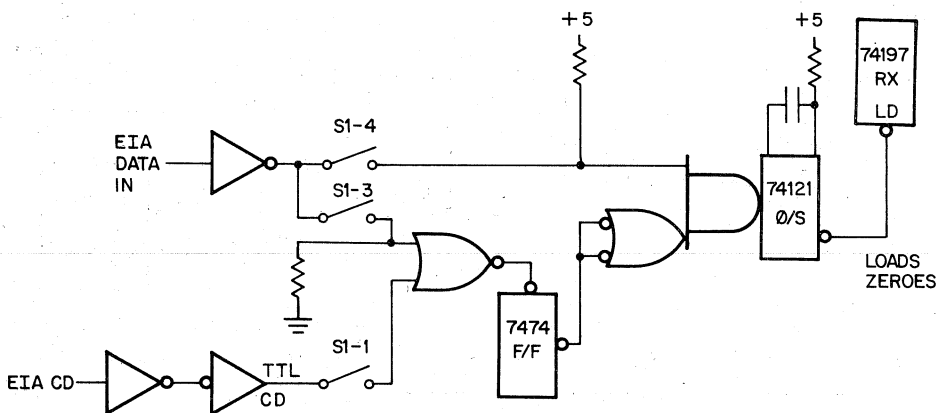 +5
+5
74197
RX
LD
EIA
DATA
IN
S1-4
S1-3
74121
Ø/S
LOADS
ZEROES
7474
F/F
S1-1
EIA CD
TTL
CD